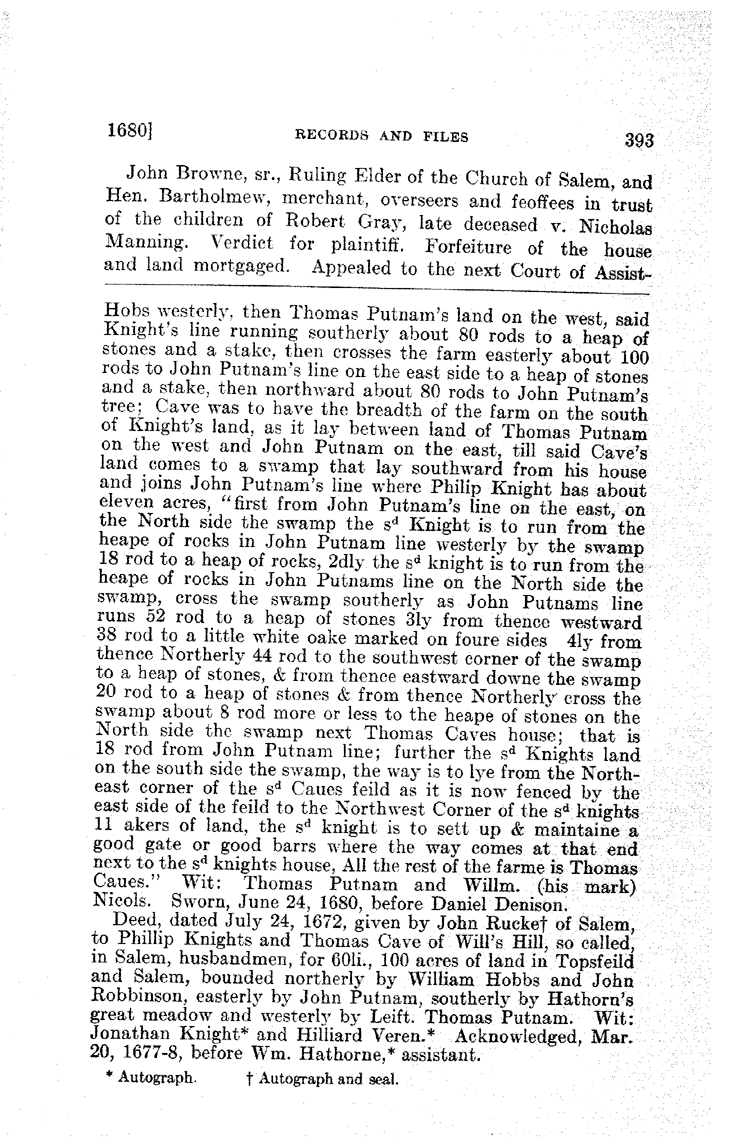 1680] RECORDS AND FILES 393
John Browne, sr., Ruling Elder of the Church of Salem, and
Hen. Bartholmew, merchant, overseers and feoffees in trust
of the children of Robert Gray, late deceased v. Nicholas
Manning. Verdict for plaintiff. Forfeiture of the house
and land mortgaged. Appealed to the next Court of Assist-
Hobs westerly, then Thomas Putnam's land on the west, said
Knight's line running southerly about 80 rods to a heap of
stones and a stake, then crosses the farm easterly about 100
rods to John Putnam's line on the east side to a heap of stones
and a stake, then northward about 80 rods to John Putnam's
tree; Cave was to have the breadth of the farm on the south
of Knight's land, as it lay between land of Thomas Putnam
on the west and John Putnam on the east, till said Cave's
land comes to a swamp that lay southward from his house
and joins John Putnam's line where Philip Knight has about
eleven acres, "first from John Putnam's line on the east, on
the North side the swamp the sᵈ Knight is to run from the
heape of rocks in John Putnam line westerly by the swamp
18 rod to a heap of rocks, 2dly the sᵈ knight is to run from the
heape of rocks in John Putnams line on the North side the
swamp, cross the swamp southerly as John Putnams line
runs 52 rod to a heap of stones 3ly from thence westward
38 rod to a little white oake marked on foure sides 4ly from
thence Northerly 44 rod to the southwest corner of the swamp
to a heap of stones, & from thence eastward downe the swamp
20 rod to a heap of stones & from thence Northerly cross the
swamp about 8 rod more or less to the heape of stones on the
North side the swamp next Thomas Caves house; that is
18 rod from John Putnam line; further the sᵈ Knights land
on the south side the swamp, the way is to lye from the North-
east corner of the sᵈ Caues feild as it is now fenced by the
east side of the feild to the Northwest Corner of the sᵈ knights
11 akers of land, the sᵈ knight is to sett up & maintaine a
good gate or good barrs where the way comes at that end
next to the sᵈ knights house, All the rest of the farme is Thomas
Caues." Wit: Thomas Putnam and Willm. (his mark)
Nicols. Sworn, June 24, 1680, before Daniel Denison.
Deed, dated July 24, 1672, given by John Rucke† of Salem,
to Phillip Knights and Thomas Cave of Will's Hill, so called,
in Salem, husbandmen, for 60li., 100 acres of land in Topsfeild
and Salem, bounded northerly by William Hobbs and John
Robbinson, easterly by John Putnam, southerly by Hathorn's
great meadow and westerly by Leift. Thomas Putnam. Wit:
Jonathan Knight* and Hilliard Veren.* Acknowledged, Mar.
20, 1677-8, before Wm. Hathorne,* assistant.
* Autograph. † Autograph and seal.